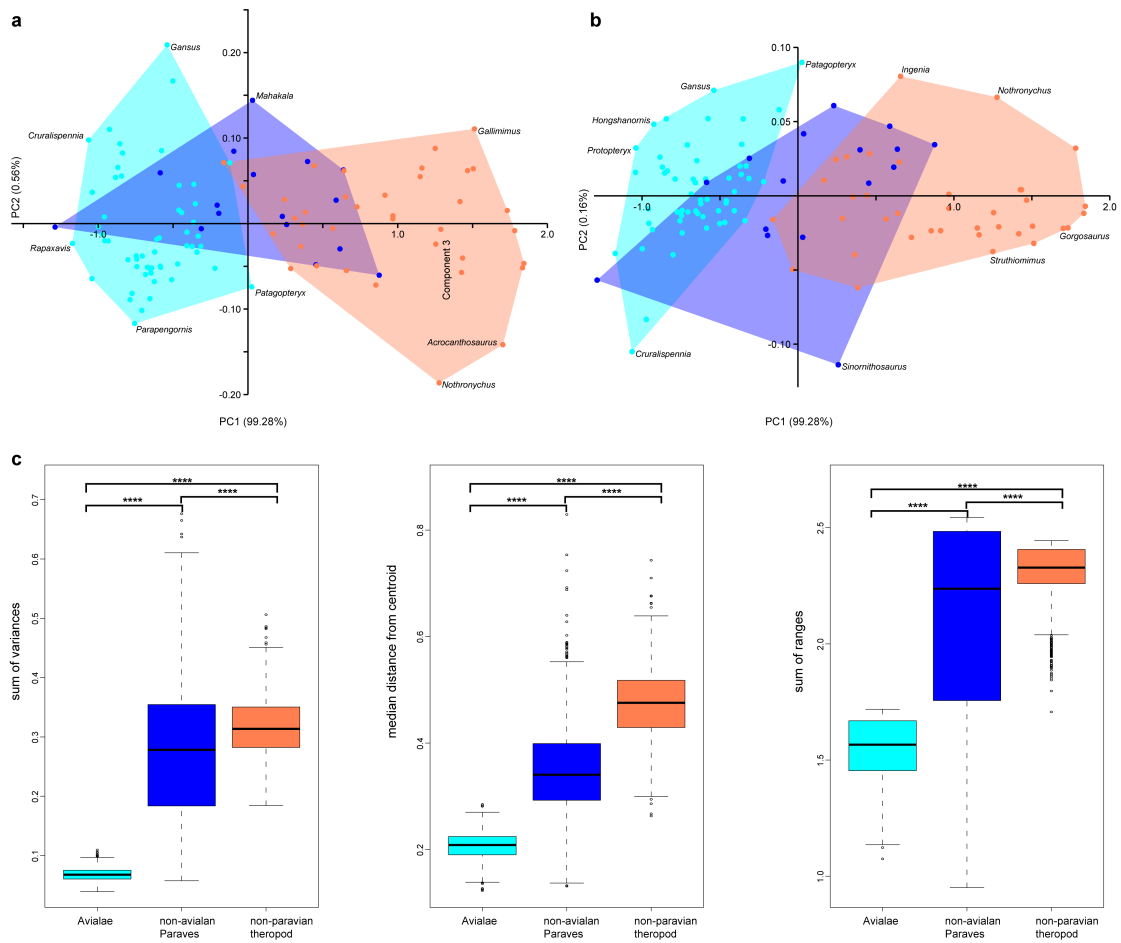 a
Gansus
0.20
Mahakala
Cruralispennia
0.10
Gallimimus
PC2 (0.56%)
-1.0
1.0
2.0
Rapaxavis
Component 3
Patagopteryx
-0.10
Parapengornis
Acrocanthosaurus
Nothronychus
-0.20
PC1 (99.28%)
b
0.10
Patagopteryx
Ingenia
Gansus
Nothronychus
Hongshanornis
0.05
Protopteryx
PC2 (0.16%)
-1.0
1.0
2.0
Gorgosaurus
Struthiomimus
-0.10
Cruralispennia
Sinornithosaurus
PC1 (99.28%)
c
sum of variances
0.7
0.6
0.5
0.4
0.3
0.2
0.1
****
****
****
Avialae
non-avialan
Paraves
non-paravian
theropod
median distance from centroid
0.8
0.6
0.4
0.2
****
****
****
Avialae
non-avialan
Paraves
non-paravian
theropod
sum of ranges
2.5
2.0
1.5
1.0
****
****
****
Avialae
non-avialan
Paraves
non-paravian
theropod